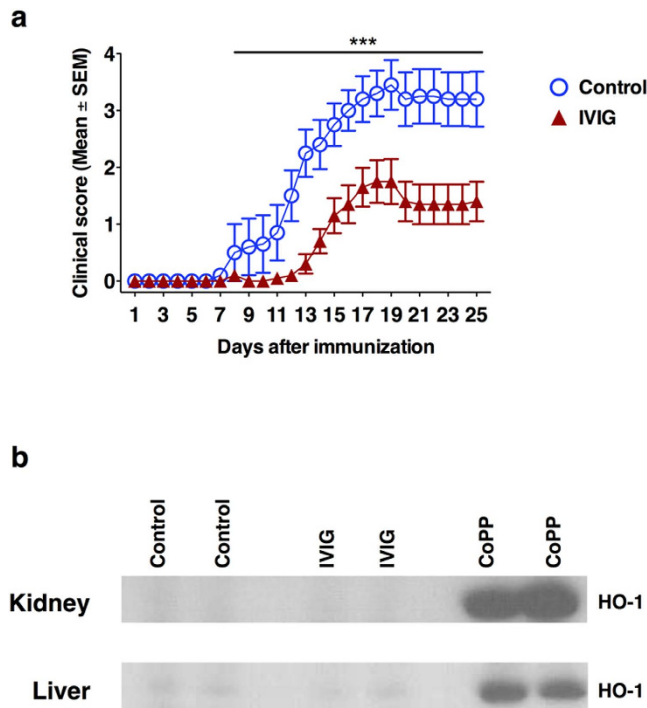 a
***
Clinical score (Mean ± SEM)
4
3
2
1
0
1 3 5 7 9 11 13 15 17 19 21 23 25
Days after immunization
Control
IVIG
b
Control Control IVIG IVIG CoPP CoPP
Kidney HO-1
Liver HO-1